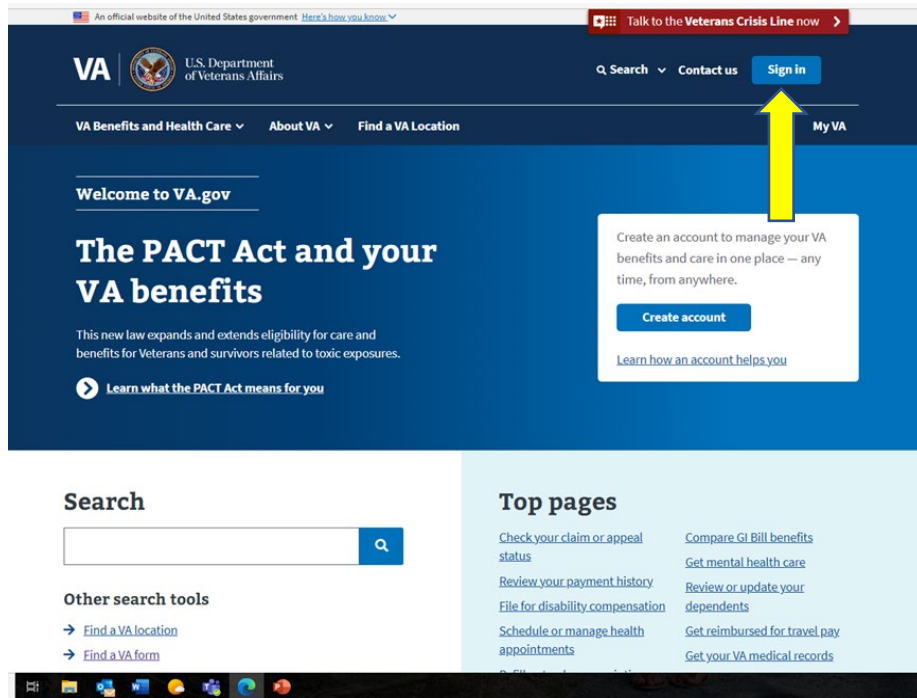 An official website of the United States government Here's how you know
Talk to the Veterans Crisis Line now
VA
U.S. Department
of Veterans Affairs
Search
Contact us
Sign in
VA Benefits and Health Care
About VA
Find a VA Location
My VA
Welcome to VA.gov
The PACT Act and your
VA benefits
This new law expands and extends eligibility for care and
benefits for Veterans and survivors related to toxic exposures.
Learn what the PACT Act means for you
Create an account to manage your VA
benefits and care in one place — any
time, from anywhere.
Create account
Learn how an account helps you
Search
Other search tools
Find a VA location
Find a VA form
Top pages
Check your claim or appeal
status
Review your payment history
File for disability compensation
Schedule or manage health
appointments
Compare GI Bill benefits
Get mental health care
Review or update your
dependents
Get reimbursed for travel pay
Get your VA medical records